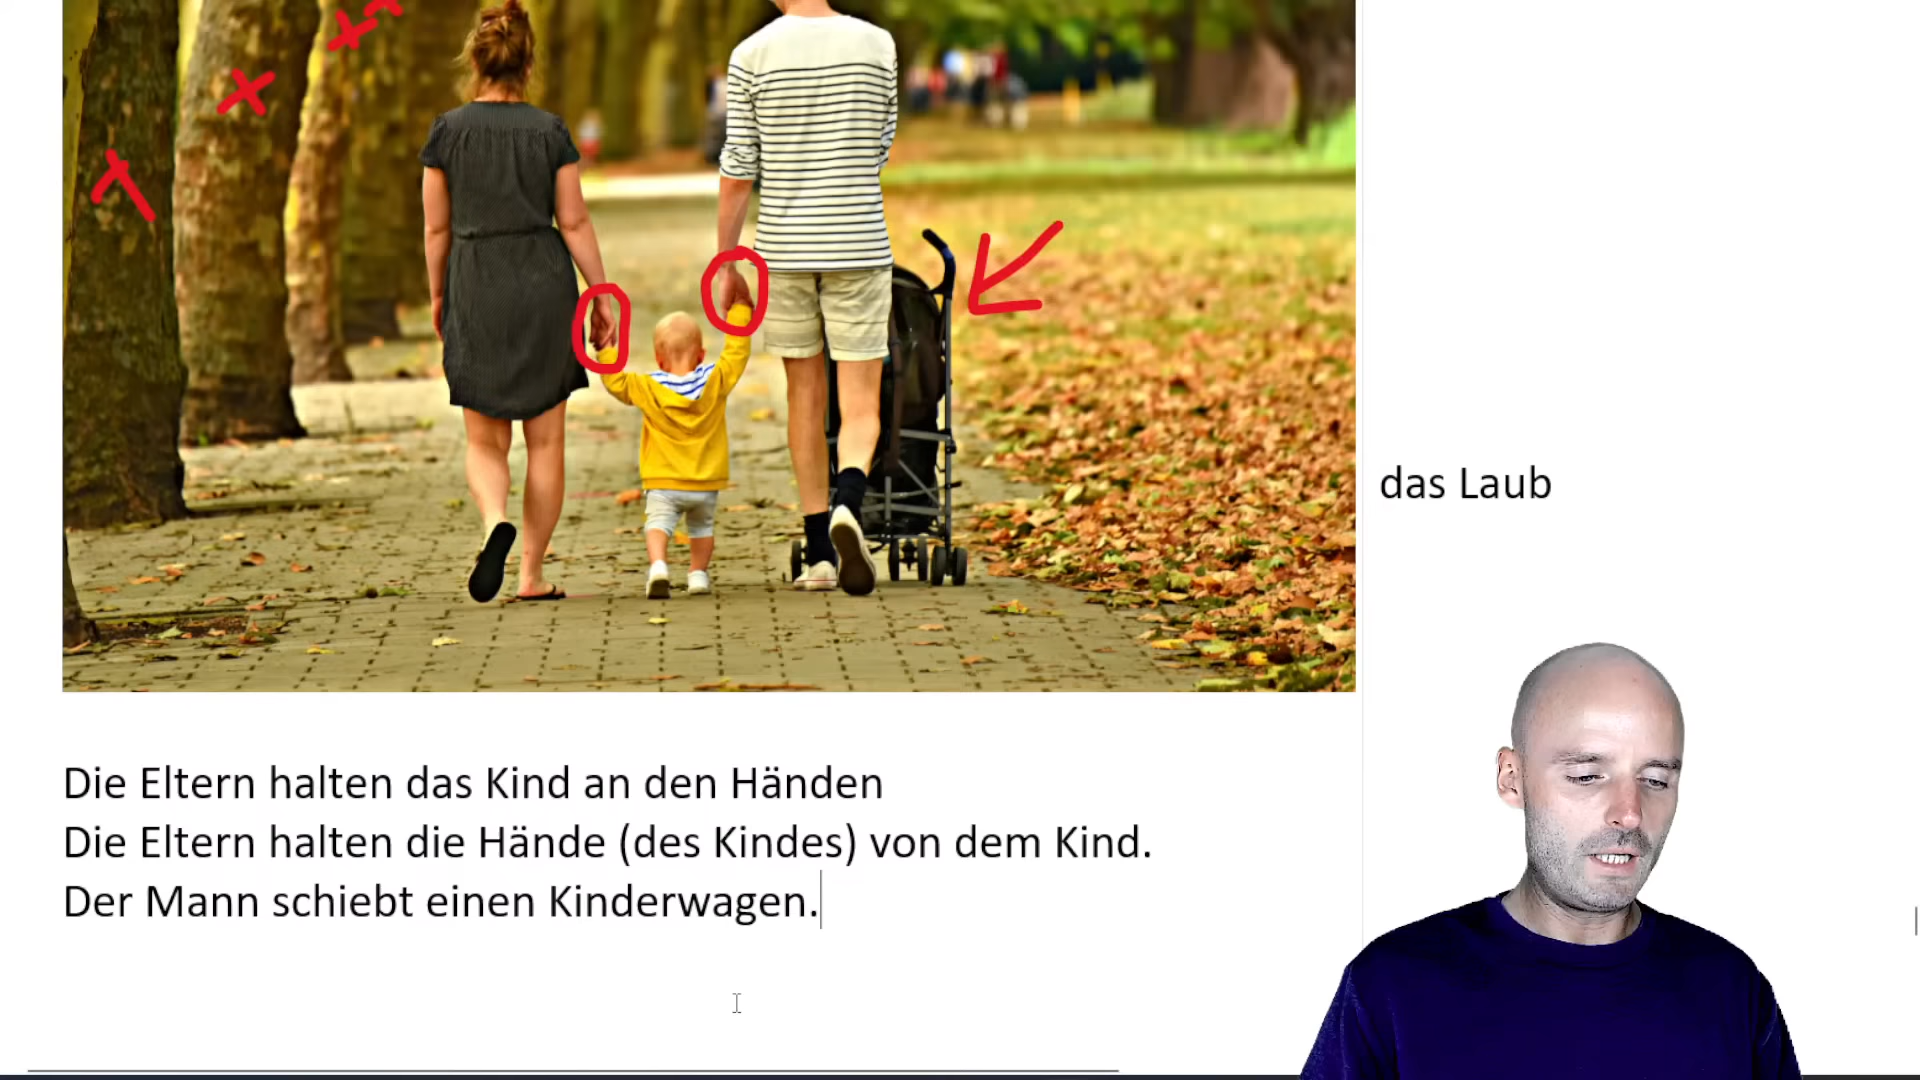 das Laub
Die Eltern halten das Kind an den Händen
Die Eltern halten die Hände (des Kindes) von dem Kind.
Der Mann schiebt einen Kinderwagen.